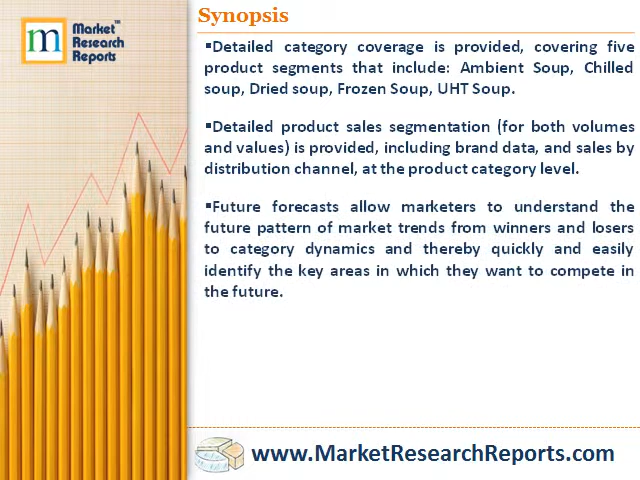 Market
Research
Reports
™
m
Synopsis
▪Detailed category coverage is provided, covering five
product segments that include: Ambient Soup, Chilled
soup, Dried soup, Frozen Soup, UHT Soup.
▪Detailed product sales segmentation (for both volumes
and values) is provided, including brand data, and sales by
distribution channel, at the product category level.
▪Future forecasts allow marketers to understand the
future pattern of market trends from winners and losers
to category dynamics and thereby quickly and easily
identify the key areas in which they want to compete in
the future.
www.MarketResearchReports.com